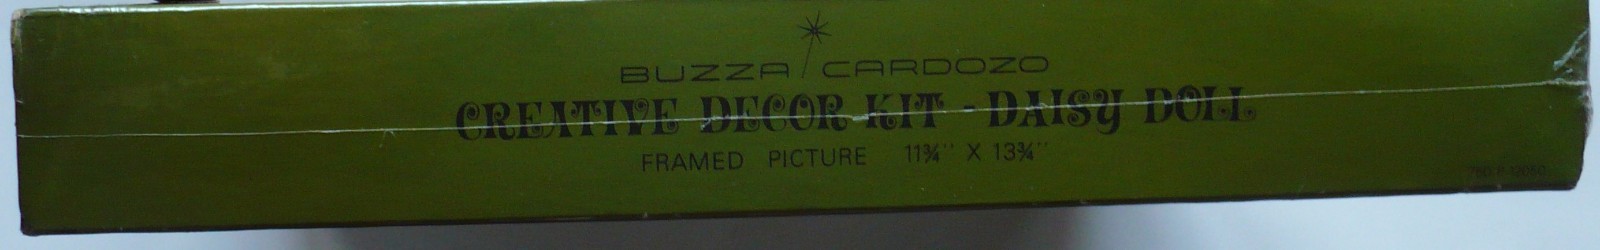 BUZZA CARDOZO
CREATIVE DECOR KIT - DAISY DOLL
FRAMED PICTURE 11¾" X 13¾"